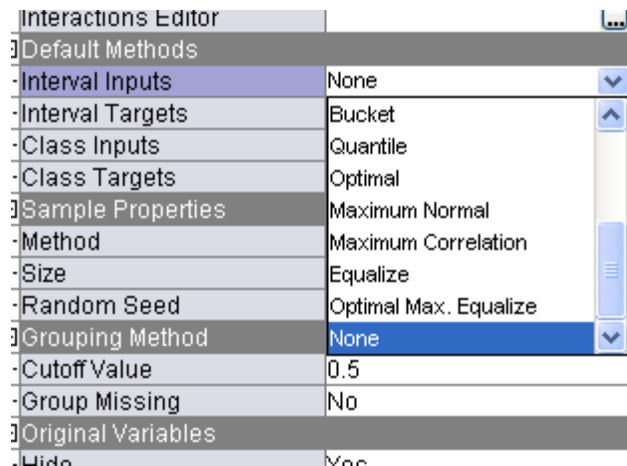 Interactions Editor ...
Default Methods
Interval Inputs None
Interval Targets Bucket
Class Inputs Quantile
Class Targets Optimal
Sample Properties Maximum Normal
Method Maximum Correlation
Size Equalize
Random Seed Optimal Max. Equalize
Grouping Method None
Cutoff Value 0.5
Group Missing No
Original Variables
Hide Yes